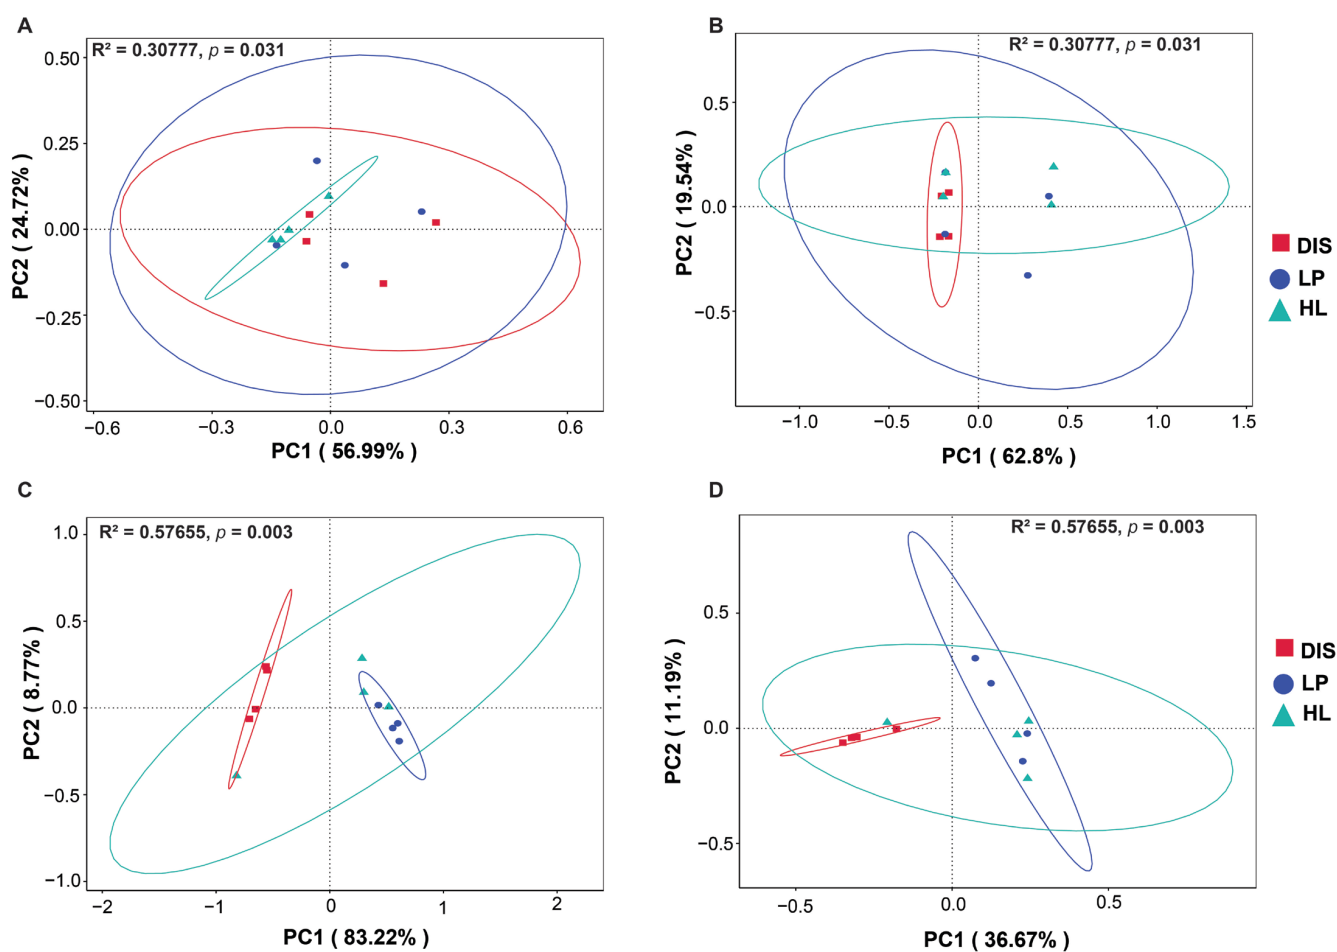 A
R² = 0.30777, p = 0.031
0.50
0.25
0.00
−0.25
−0.50
PC2 ( 24.72% )
−0.6
−0.3
0.0
0.3
0.6
PC1 ( 56.99% )
B
R² = 0.30777, p = 0.031
0.5
0.0
−0.5
PC2 ( 19.54% )
−1.0
−0.5
0.0
0.5
1.0
1.5
PC1 ( 62.8% )
DIS
LP
HL
C
R² = 0.57655, p = 0.003
1.0
0.5
0.0
−0.5
−1.0
PC2 ( 8.77% )
−2
−1
0
1
2
PC1 ( 83.22% )
D
R² = 0.57655, p = 0.003
0.5
0.0
−0.5
PC2 ( 11.19% )
−0.5
0.0
0.5
PC1 ( 36.67% )
DIS
LP
HL